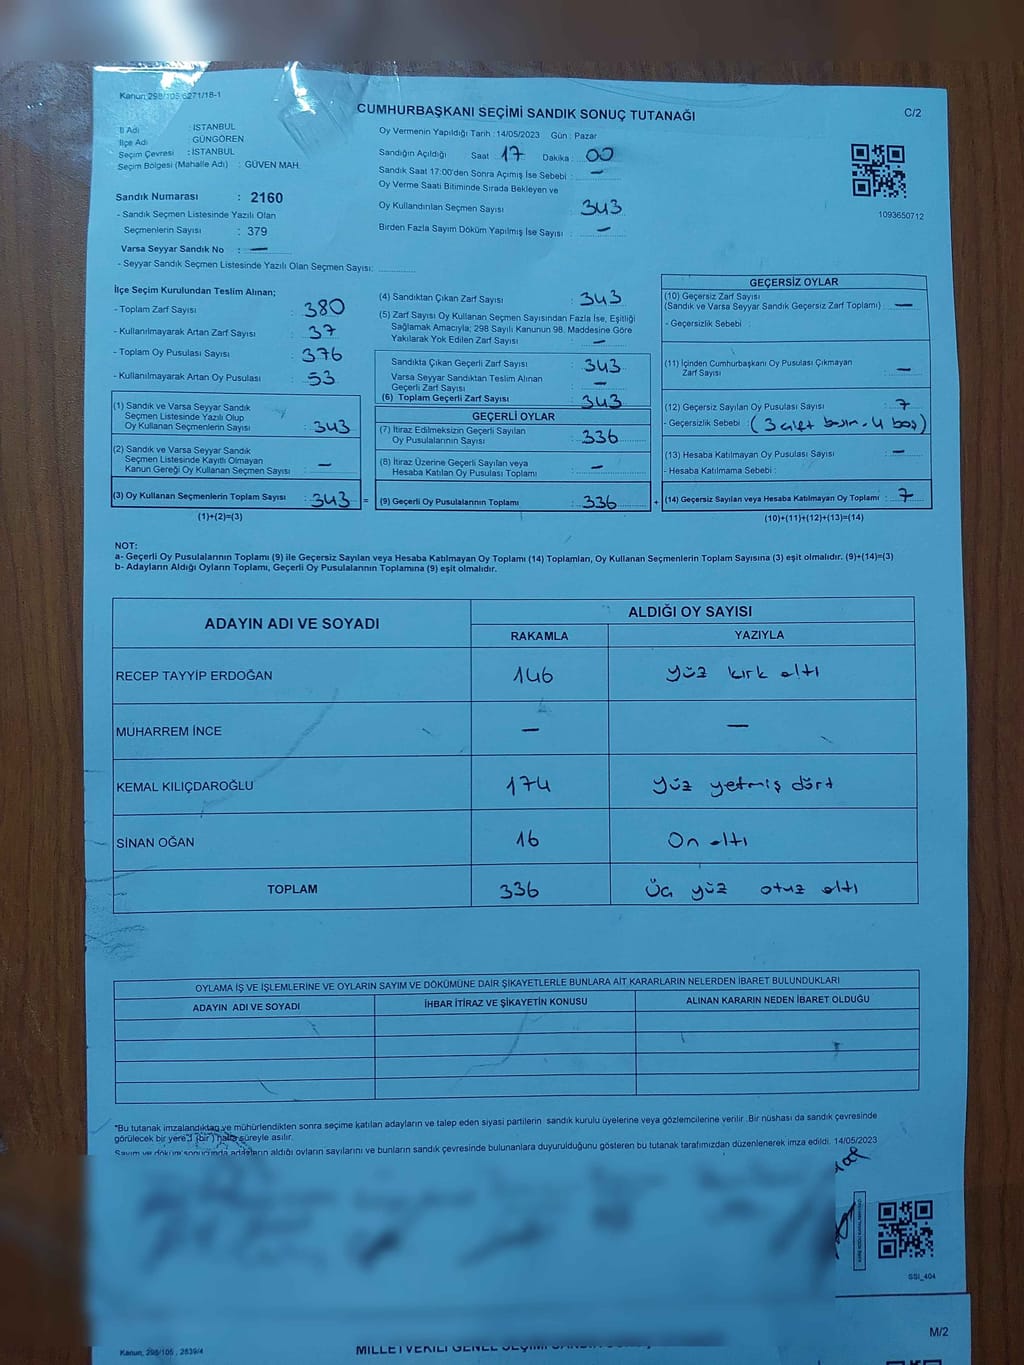 Kanun, 298/105, 6271/18-1
CUMHURBAŞKANI SEÇİMİ SANDIK SONUÇ TUTANAĞI
C/2
İl Adı : İSTANBUL
İlçe Adı : GÜNGÖREN
Seçim Çevresi : İSTANBUL
Seçim Bölgesi (Mahalle Adı) : GÜVEN MAH.
Sandık Numarası : 2160
- Sandık Seçmen Listesinde Yazılı Olan
Seçmenlerin Sayısı : 379
Varsa Seyyar Sandık No : —
- Seyyar Sandık Seçmen Listesinde Yazılı Olan Seçmen Sayısı: ............
Oy Vermenin Yapıldığı Tarih : 14/05/2023 Gün : Pazar
Sandığın Açıldığı Saat : 17 Dakika : 00
Sandık Saat 17:00'den Sonra Açımış İse Sebebi : —
Oy Verme Saati Bitiminde Sırada Bekleyen ve
Oy Kullandırılan Seçmen Sayısı : 343
Birden Fazla Sayım Döküm Yapılmış İse Sayısı : —
1093650712
İlçe Seçim Kurulundan Teslim Alınan;
- Toplam Zarf Sayısı : 380
- Kullanılmayarak Artan Zarf Sayısı : 37
- Toplam Oy Pusulası Sayısı : 376
- Kullanılmayarak Artan Oy Pusulası : 53
(1) Sandık ve Varsa Seyyar Sandık
Seçmen Listesinde Yazılı Olup
Oy Kullanan Seçmenlerin Sayısı : 343
(2) Sandık ve Varsa Seyyar Sandık
Seçmen Listesinde Kayıtlı Olmayan
Kanun Gereği Oy Kullanan Seçmen Sayısı : —
(3) Oy Kullanan Seçmenlerin Toplam Sayısı : 343 =
(1)+(2)=(3)
(4) Sandıktan Çıkan Zarf Sayısı : 343
(5) Zarf Sayısı Oy Kullanan Seçmen Sayısından Fazla İse, Eşitliği
Sağlamak Amacıyla; 298 Sayılı Kanunun 98. Maddesine Göre
Yakılarak Yok Edilen Zarf Sayısı : —
Sandıkta Çıkan Geçerli Zarf Sayısı : 343
Varsa Seyyar Sandıktan Teslim Alınan
Geçerli Zarf Sayısı : —
(6) Toplam Geçerli Zarf Sayısı : 343
GEÇERLİ OYLAR
(7) İtiraz Edilmeksizin Geçerli Sayılan
Oy Pusulalarının Sayısı : 336
(8) İtiraz Üzerine Geçerli Sayılan veya
Hesaba Katılan Oy Pusulası Toplamı : —
(9) Geçerli Oy Pusulalarının Toplamı : 336 +
GEÇERSİZ OYLAR
(10) Geçersiz Zarf Sayısı
(Sandık ve Varsa Seyyar Sandık Geçersiz Zarf Toplamı) : —
- Geçersizlik Sebebi :
(11) İçinden Cumhurbaşkanı Oy Pusulası Çıkmayan
Zarf Sayısı : —
(12) Geçersiz Sayılan Oy Pusulası Sayısı : 7
- Geçersizlik Sebebi : (3 çift basım - 4 boş)
(13) Hesaba Katılmayan Oy Pusulası Sayısı : —
- Hesaba Katılmama Sebebi :
(14) Geçersiz Sayılan veya Hesaba Katılmayan Oy Toplamı : 7
(10)+(11)+(12)+(13)=(14)
NOT:
a- Geçerli Oy Pusulalarının Toplamı (9) ile Geçersiz Sayılan veya Hesaba Katılmayan Oy Toplamı (14) Toplamları, Oy Kullanan Seçmenlerin Toplam Sayısına (3) eşit olmalıdır. (9)+(14)=(3)
b- Adayların Aldığı Oyların Toplamı, Geçerli Oy Pusulalarının Toplamına (9) eşit olmalıdır.
ADAYIN ADI VE SOYADI
ALDIĞI OY SAYISI
RAKAMLA YAZIYLA
RECEP TAYYİP ERDOĞAN 146 yüz kırk altı
MUHARREM İNCE — —
KEMAL KILIÇDAROĞLU 174 yüz yetmiş dört
SİNAN OĞAN 16 On altı
TOPLAM 336 Üç yüz otuz altı
OYLAMA İŞ VE İŞLEMLERİNE VE OYLARIN SAYIM VE DÖKÜMÜNE DAİR ŞİKAYETLERLE BUNLARA AİT KARARLARIN NELERDEN İBARET BULUNDUKLARI
ADAYIN ADI VE SOYADI İHBAR İTİRAZ VE ŞİKAYETİN KONUSU ALINAN KARARIN NEDEN İBARET OLDUĞU
*Bu tutanak imzalandıktan ve mühürlendikten sonra seçime katılan adayların ve talep eden siyasi partilerin sandık kurulu üyelerine veya gözlemcilerine verilir. Bir nüshası da sandık çevresinde
görülecek bir yere 1 (bir) hafta süreyle asılır.
Sayım ve döküm sonucunda adayların aldığı oyların sayılarını ve bunların sandık çevresinde bulunanlara duyurulduğunu gösteren bu tutanak tarafımızdan düzenlenerek imza edildi. 14/05/2023
SSI_404
M/2
Kanun, 298/105, 2839/4
MİLLETVEKİLİ GENEL SEÇİMİ